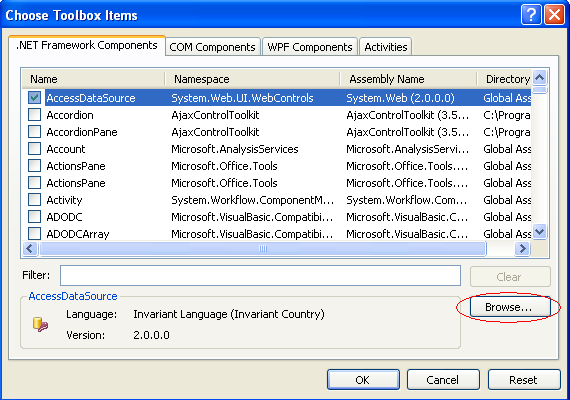 Choose Toolbox Items
.NET Framework Components COM Components WPF Components Activities
Name Namespace Assembly Name Directory
AccessDataSource System.Web.UI.WebControls System.Web (2.0.0.0) Global Ass
Accordion AjaxControlToolkit AjaxControlToolkit (3.5... C:\Progra
AccordionPane AjaxControlToolkit AjaxControlToolkit (3.5... C:\Progra
Account Microsoft.AnalysisServices Microsoft.AnalysisServi... Global Ass
ActionsPane Microsoft.Office.Tools Microsoft.Office.Tools.... Global Ass
ActionsPane Microsoft.Office.Tools Microsoft.Office.Tools.... Global Ass
Activity System.Workflow.ComponentM... System.Workflow.Com... Global Ass
ADODC Microsoft.VisualBasic.Compatibi... Microsoft.VisualBasic.C... Global Ass
ADODCArray Microsoft.VisualBasic.Compatibi... Microsoft.VisualBasic.C... Global Ass
Filter: Clear
AccessDataSource
Browse...
Language: Invariant Language (Invariant Country)
Version: 2.0.0.0
OK Cancel Reset